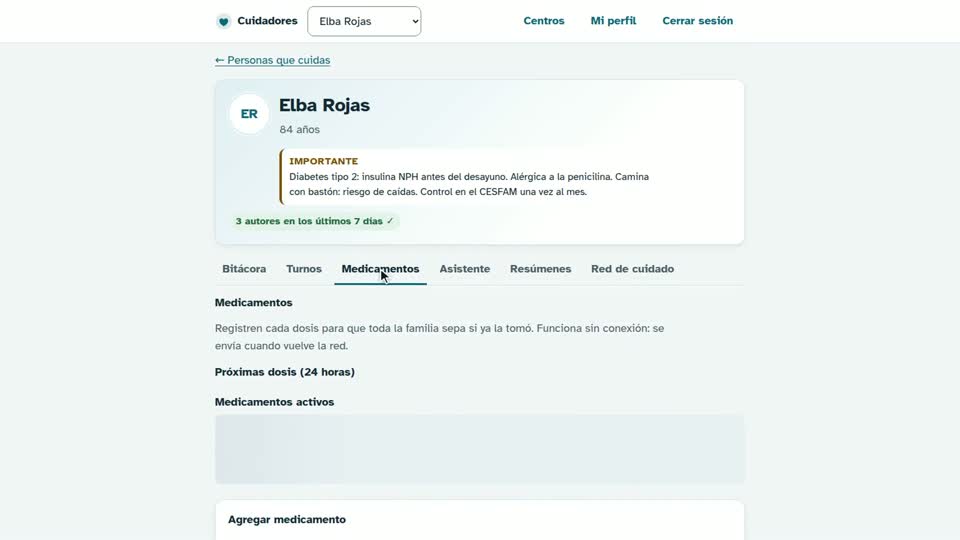 Cuidadores
Elba Rojas
Centros
Mi perfil
Cerrar sesión
← Personas que cuidas
ER
Elba Rojas
84 años
IMPORTANTE
Diabetes tipo 2: insulina NPH antes del desayuno. Alérgica a la penicilina. Camina
con bastón: riesgo de caídas. Control en el CESFAM una vez al mes.
3 autores en los últimos 7 días ✓
Bitácora
Turnos
Medicamentos
Asistente
Resúmenes
Red de cuidado
Medicamentos
Registren cada dosis para que toda la familia sepa si ya la tomó. Funciona sin conexión: se
envía cuando vuelve la red.
Próximas dosis (24 horas)
Medicamentos activos
Agregar medicamento